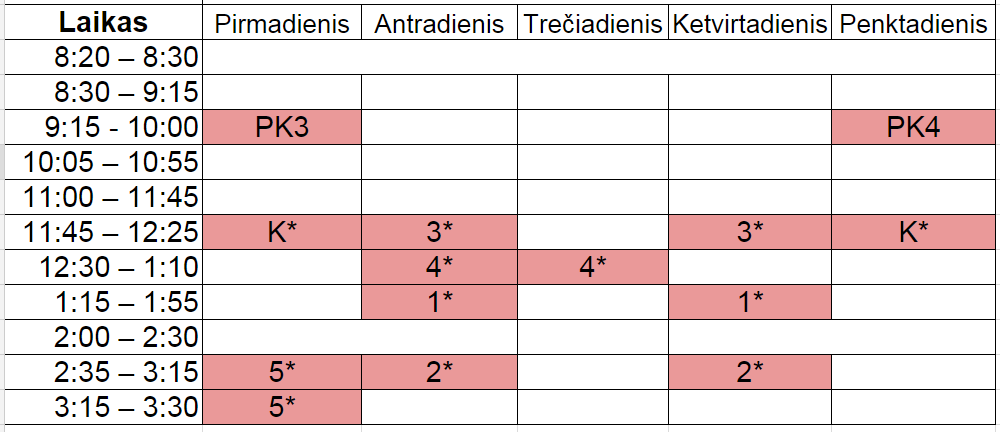 Laikas Pirmadienis Antradienis Trečiadienis Ketvirtadienis Penktadienis
8:20 – 8:30
8:30 – 9:15
9:15 - 10:00 PK3 PK4
10:05 – 10:55
11:00 – 11:45
11:45 – 12:25 K* 3* 3* K*
12:30 – 1:10 4* 4*
1:15 – 1:55 1* 1*
2:00 – 2:30
2:35 – 3:15 5* 2* 2*
3:15 – 3:30 5*